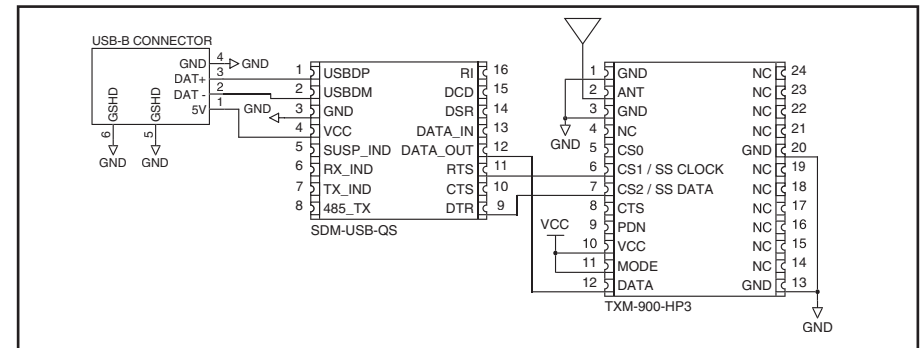 USB-B CONNECTOR
GND 4 GND
DAT+ 3
DAT - 2
5V 1
GSHD GSHD
6 5
GND GND
GND
1 USBDP RI 16
2 USBDM DCD 15
3 GND DSR 14
4 VCC DATA_IN 13
5 SUSP_IND DATA_OUT 12
6 RX_IND RTS 11
7 TX_IND CTS 10
8 485_TX DTR 9
SDM-USB-QS
GND
VCC
1 GND NC 24
2 ANT NC 23
3 GND NC 22
4 NC NC 21
5 CS0 GND 20
6 CS1 / SS CLOCK NC 19
7 CS2 / SS DATA NC 18
8 CTS NC 17
9 PDN NC 16
10 VCC NC 15
11 MODE NC 14
12 DATA GND 13
TXM-900-HP3
GND